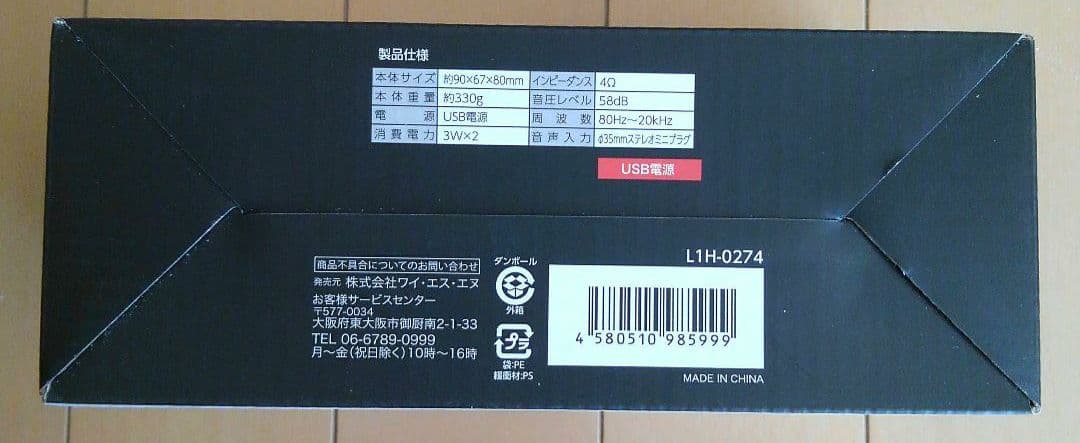 製品仕様
本体サイズ 約90×67×80mm インピーダンス 4Ω
本体重量 約330g 音圧レベル 58dB
電源 USB電源 周波数 80Hz～20kHz
消費電力 3W×2 音声入力 φ35mmステレオミニプラグ
USB電源
商品不具合についてのお問い合わせ
発売元 株式会社ワイ・エス・エヌ
お客様サービスセンター
〒577-0034
大阪府東大阪市御厨南2-1-33
TEL 06-6789-0999
月～金(祝日除く)10時～16時
ダンボール
外箱
プラ
袋:PE
緩衝材:PS
L1H-0274
4 580510 985999
MADE IN CHINA